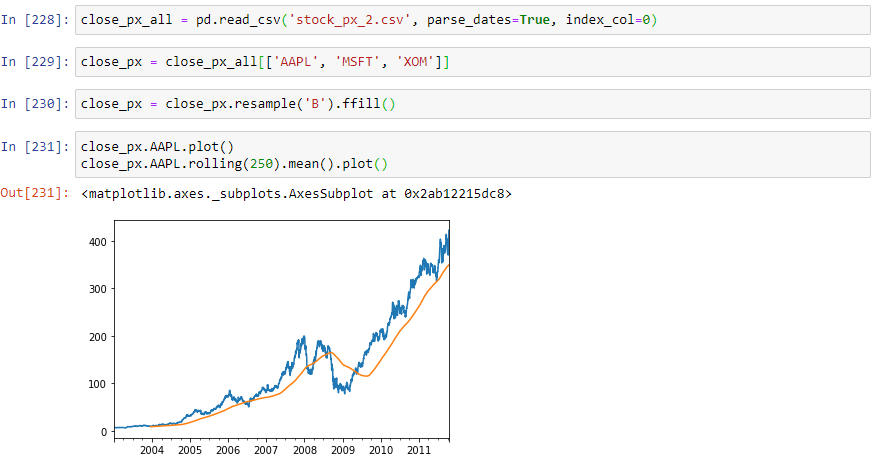 In [228]: close_px_all = pd.read_csv('stock_px_2.csv', parse_dates=True, index_col=0)
In [229]: close_px = close_px_all[['AAPL', 'MSFT', 'XOM']]
In [230]: close_px = close_px.resample('B').ffill()
In [231]: close_px.AAPL.plot()
close_px.AAPL.rolling(250).mean().plot()
Out[231]: <matplotlib.axes._subplots.AxesSubplot at 0x2ab12215dc8>
400
300
200
100
0
2004 2005 2006 2007 2008 2009 2010 2011